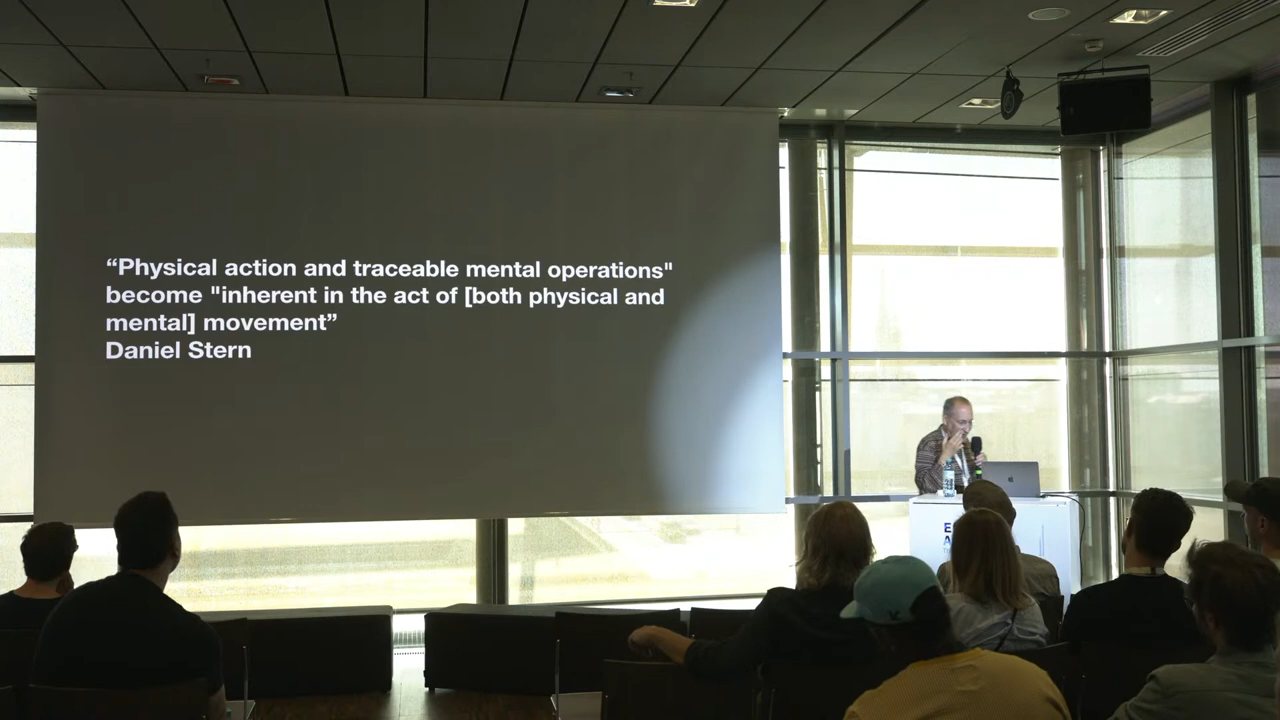 “Physical action and traceable mental operations"
become "inherent in the act of [both physical and
mental] movement”
Daniel Stern